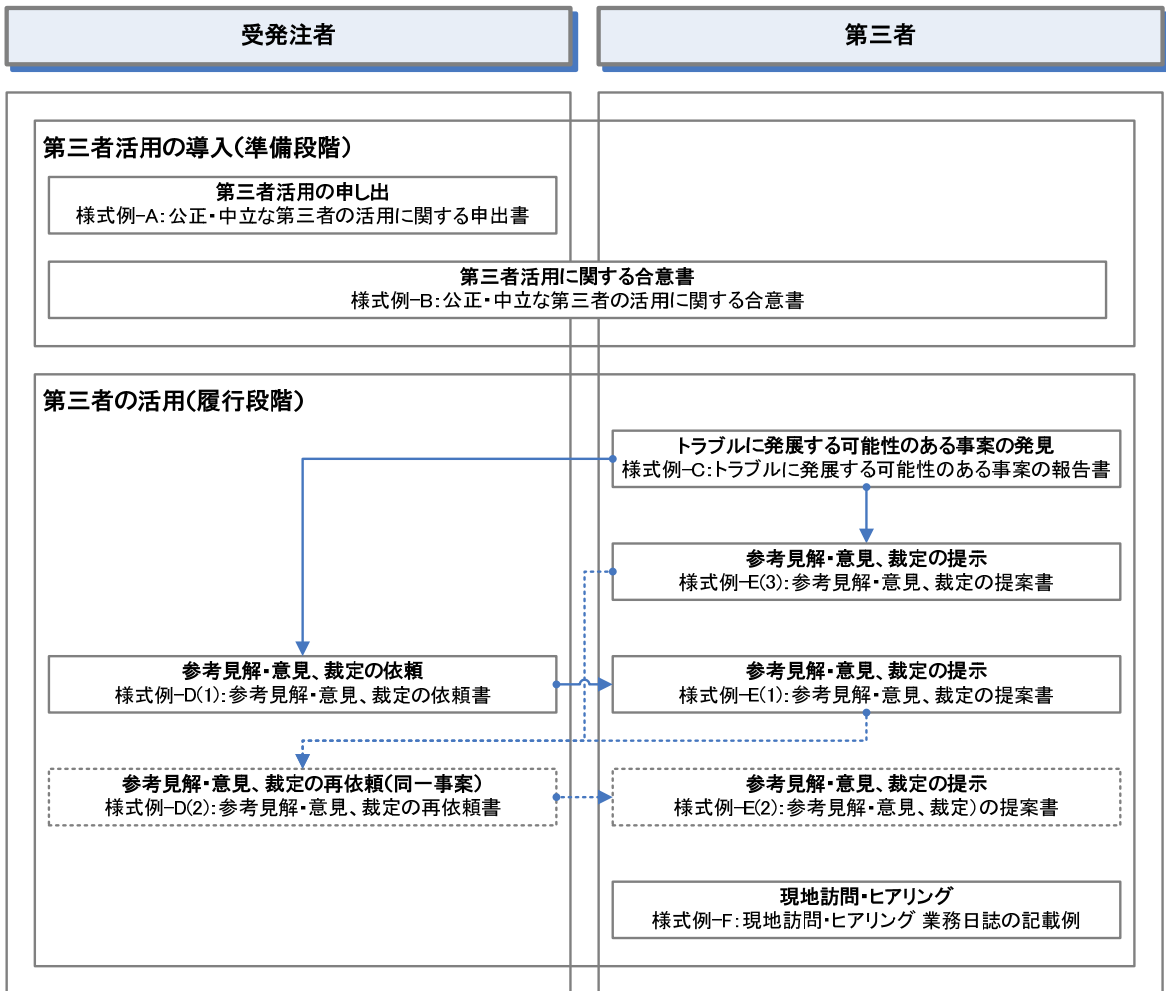 受発注者
第三者
第三者活用の導入(準備段階)
第三者活用の申し出
様式例-A:公正・中立な第三者の活用に関する申出書
第三者活用に関する合意書
様式例-B:公正・中立な第三者の活用に関する合意書
第三者の活用(履行段階)
トラブルに発展する可能性のある事案の発見
様式例-C:トラブルに発展する可能性のある事案の報告書
参考見解・意見、裁定の提示
様式例-E(3):参考見解・意見、裁定の提案書
参考見解・意見、裁定の依頼
様式例-D(1):参考見解・意見、裁定の依頼書
参考見解・意見、裁定の提示
様式例-E(1):参考見解・意見、裁定の提案書
参考見解・意見、裁定の再依頼(同一事案)
様式例-D(2):参考見解・意見、裁定の再依頼書
参考見解・意見、裁定の提示
様式例-E(2):参考見解・意見、裁定)の提案書
現地訪問・ヒアリング
様式例-F:現地訪問・ヒアリング 業務日誌の記載例